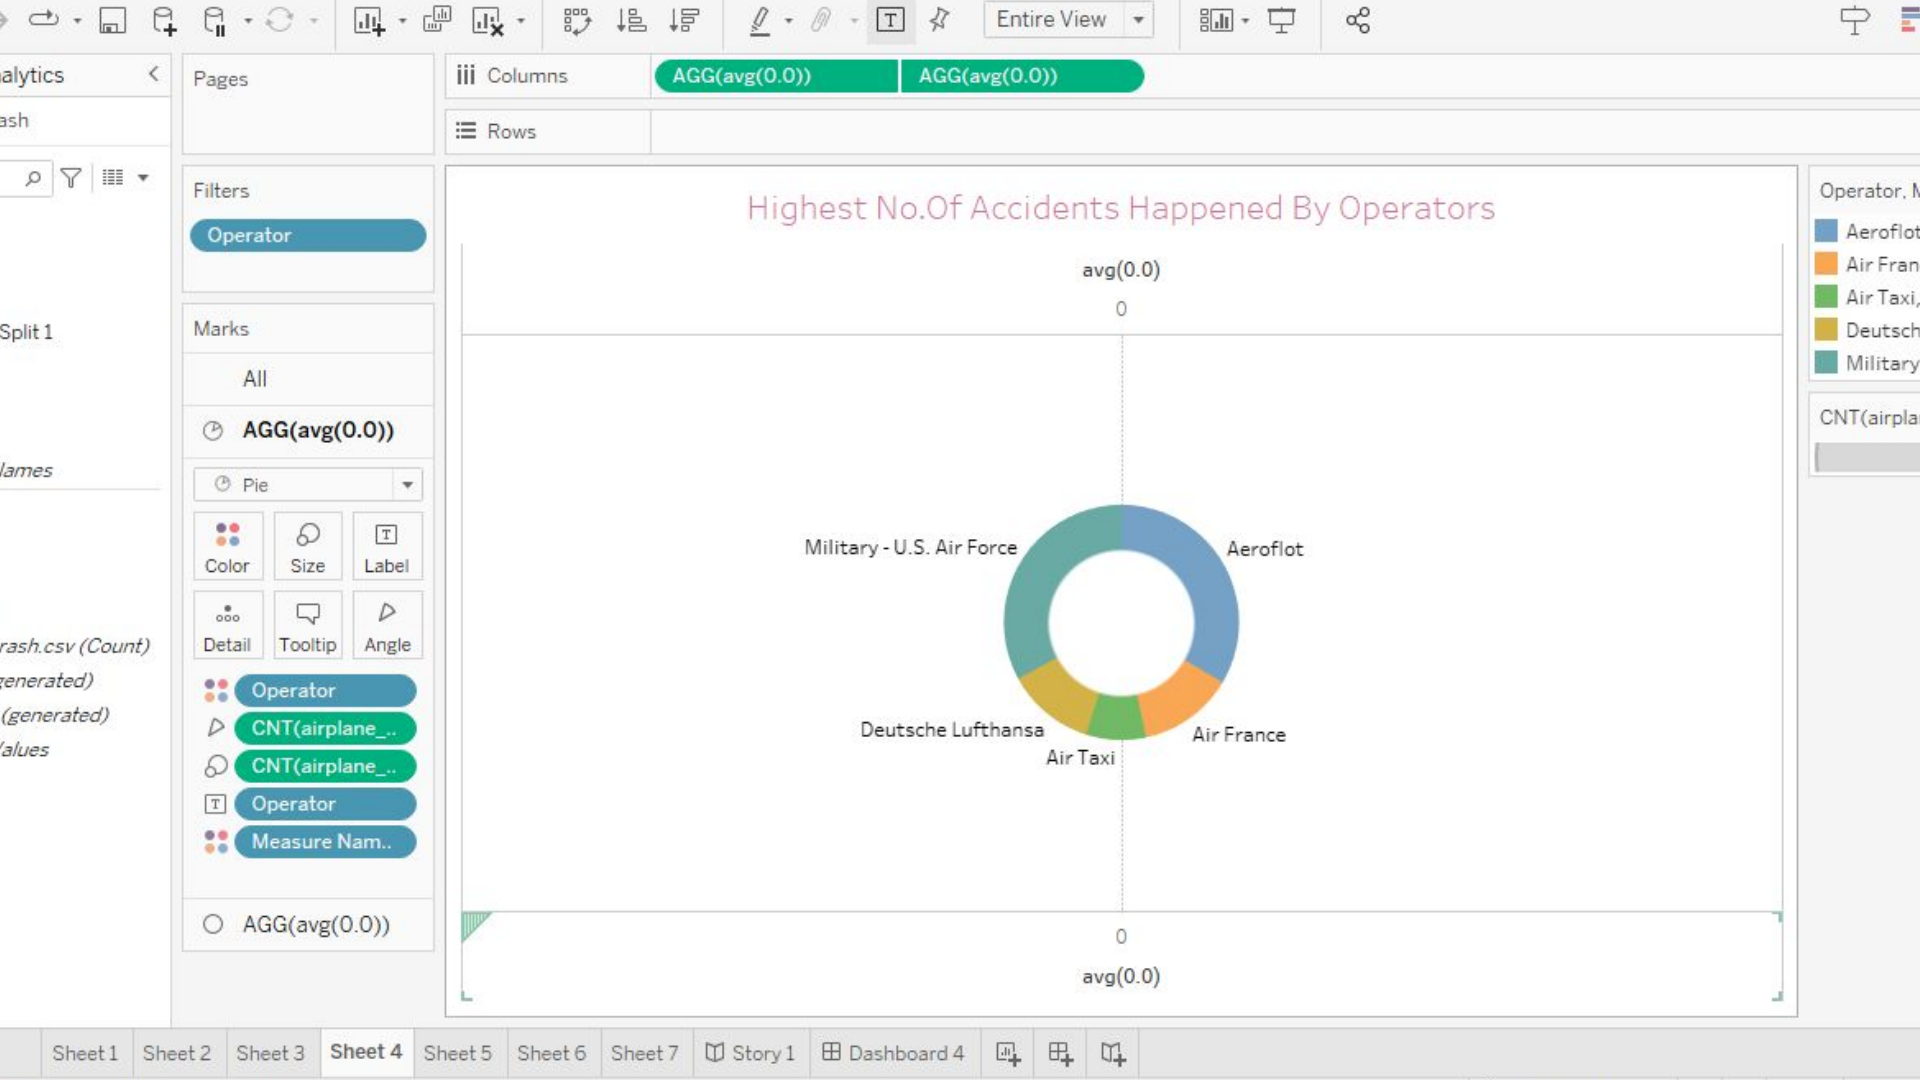 Entire View
alytics
Pages
Columns
AGG(avg(0.0))
AGG(avg(0.0))
ash
Rows
Filters
Operator
Highest No.Of Accidents Happened By Operators
Operator, M
Aeroflot
Air Fran
Air Taxi,
Deutsch
Military
CNT(airpla
avg(0.0)
0
Split 1
Marks
All
AGG(avg(0.0))
Names
Pie
Color
Size
Label
Detail
Tooltip
Angle
Military - U.S. Air Force
Aeroflot
Deutsche Lufthansa
Air Taxi
Air France
rash.csv (Count)
generated)
(generated)
Values
Operator
CNT(airplane_..
CNT(airplane_..
Operator
Measure Nam..
AGG(avg(0.0))
0
avg(0.0)
Sheet 1
Sheet 2
Sheet 3
Sheet 4
Sheet 5
Sheet 6
Sheet 7
Story 1
Dashboard 4